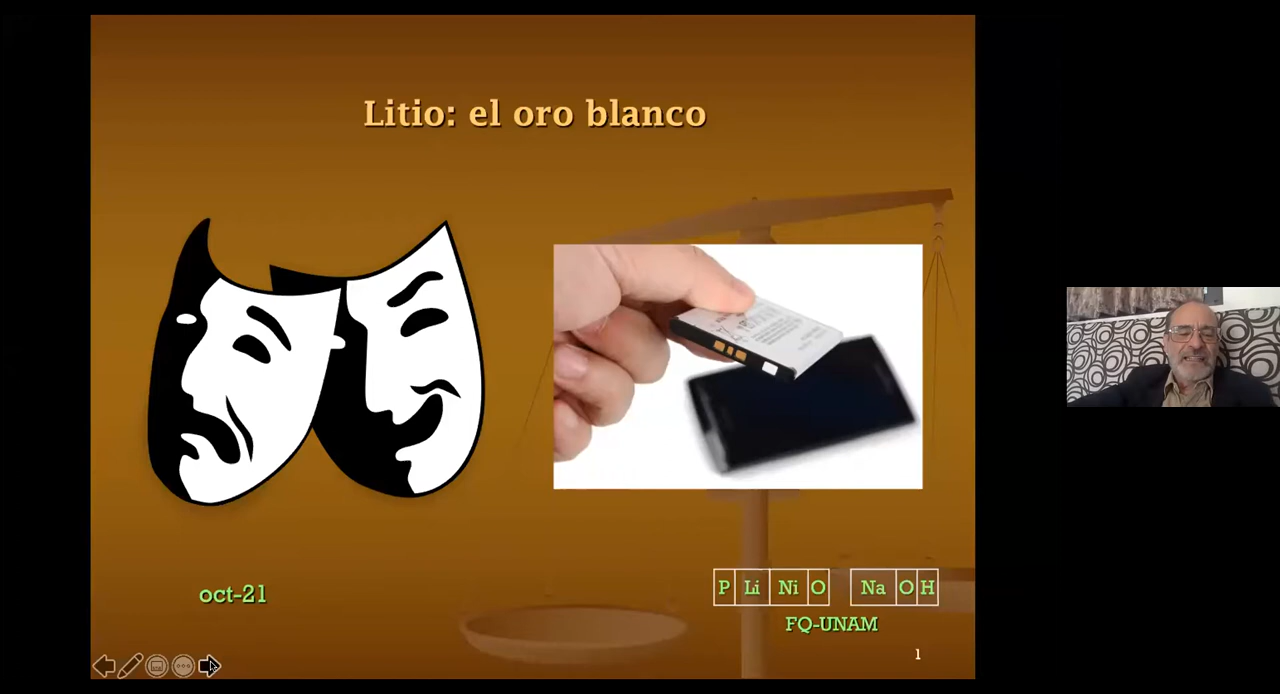 Litio: el oro blanco
oct-21
P Li Ni O Na O H
FQ-UNAM
1